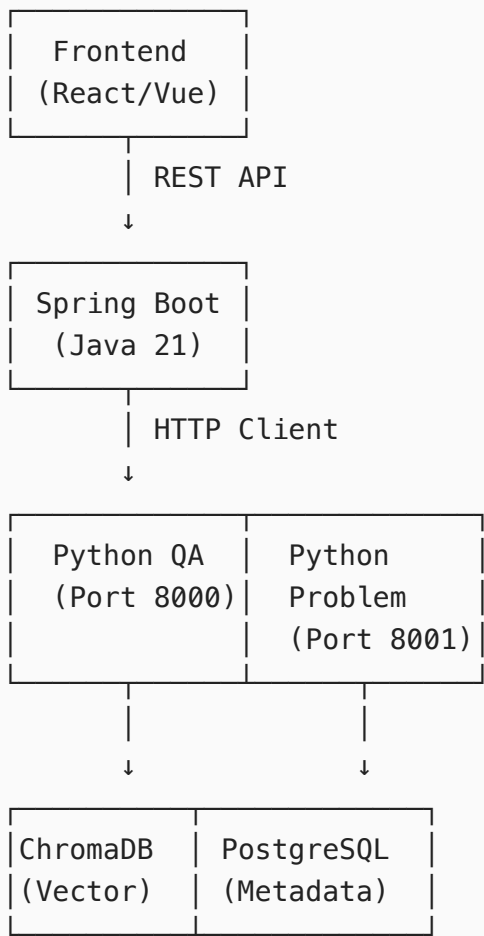 Frontend
(React/Vue)
REST API
↓
Spring Boot
(Java 21)
HTTP Client
↓
Python QA Python
(Port 8000) Problem
(Port 8001)
↓ ↓
ChromaDB PostgreSQL
(Vector) (Metadata)